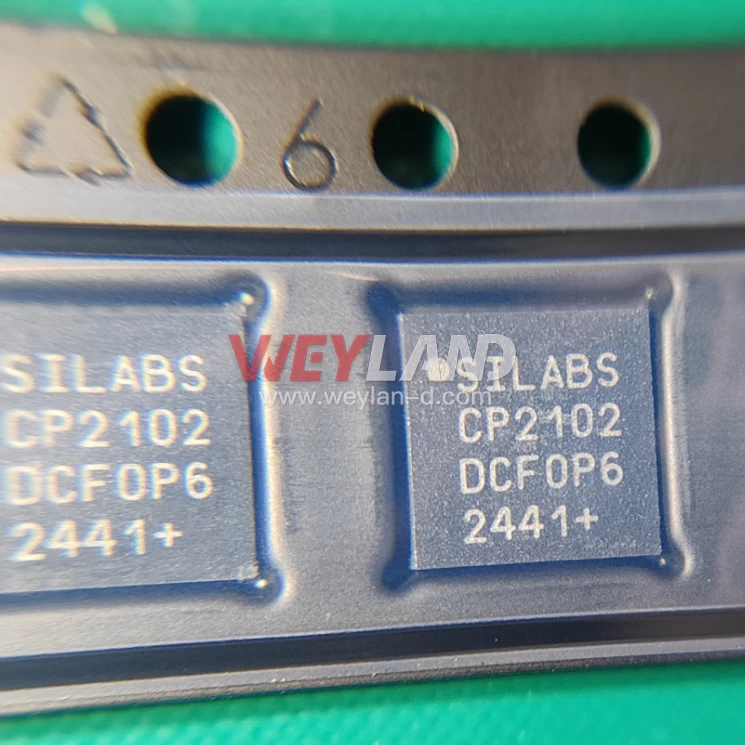 6
WEYLAND
www.weylan-d.com
SILABS
CP2102
DCF0P6
2441+
SILABS
CP2102
DCF0P6
2441+